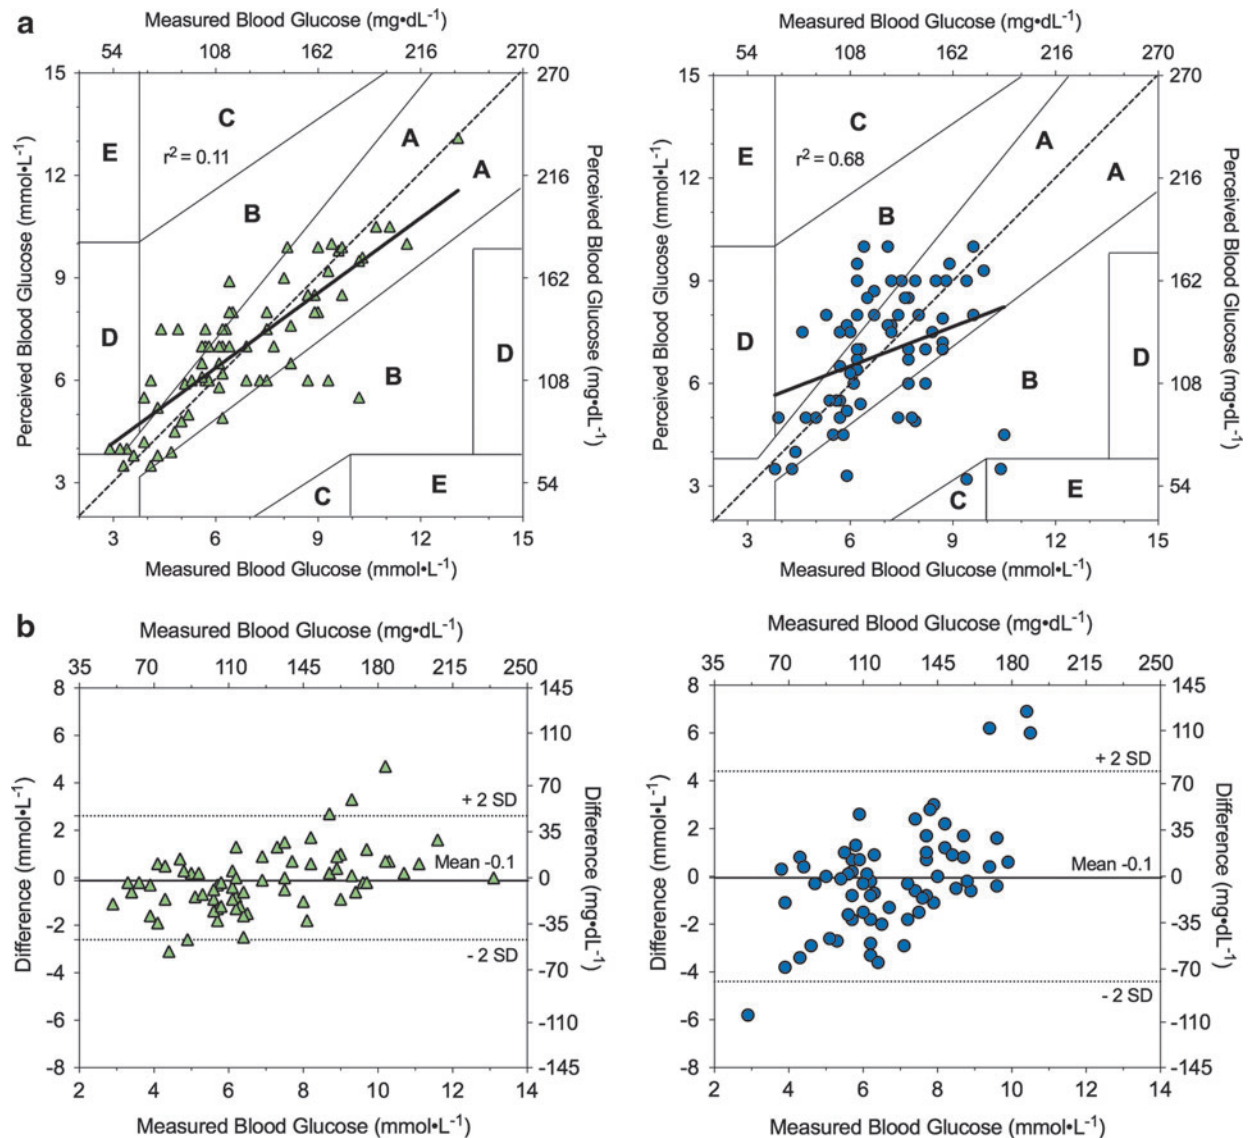 a
Measured Blood Glucose (mg•dL⁻¹)
54 108 162 216 270
Perceived Blood Glucose (mmol•L⁻¹)
15
12
9
6
3
E
C
A
A
B
r² = 0.11
D
B
D
C
E
270
216
162
108
54
Perceived Blood Glucose (mg•dL⁻¹)
3 6 9 12 15
Measured Blood Glucose (mmol•L⁻¹)
Measured Blood Glucose (mg•dL⁻¹)
54 108 162 216 270
Perceived Blood Glucose (mmol•L⁻¹)
15
12
9
6
3
E
C
A
A
B
r² = 0.68
D
B
D
C
E
270
216
162
108
54
Perceived Blood Glucose (mg•dL⁻¹)
3 6 9 12 15
Measured Blood Glucose (mmol•L⁻¹)
b
Measured Blood Glucose (mg•dL⁻¹)
35 70 110 145 180 215 250
Difference (mmol•L⁻¹)
8
6
4
2
0
-2
-4
-6
-8
+ 2 SD
Mean -0.1
- 2 SD
145
110
70
35
0
-35
-70
-110
-145
Difference (mg•dL⁻¹)
2 4 6 8 10 12 14
Measured Blood Glucose (mmol•L⁻¹)
Measured Blood Glucose (mg•dL⁻¹)
35 70 110 145 180 215 250
Difference (mmol•L⁻¹)
8
6
4
2
0
-2
-4
-6
-8
+ 2 SD
Mean -0.1
- 2 SD
145
110
70
35
0
-35
-70
-110
-145
Difference (mg•dL⁻¹)
2 4 6 8 10 12 14
Measured Blood Glucose (mmol•L⁻¹)